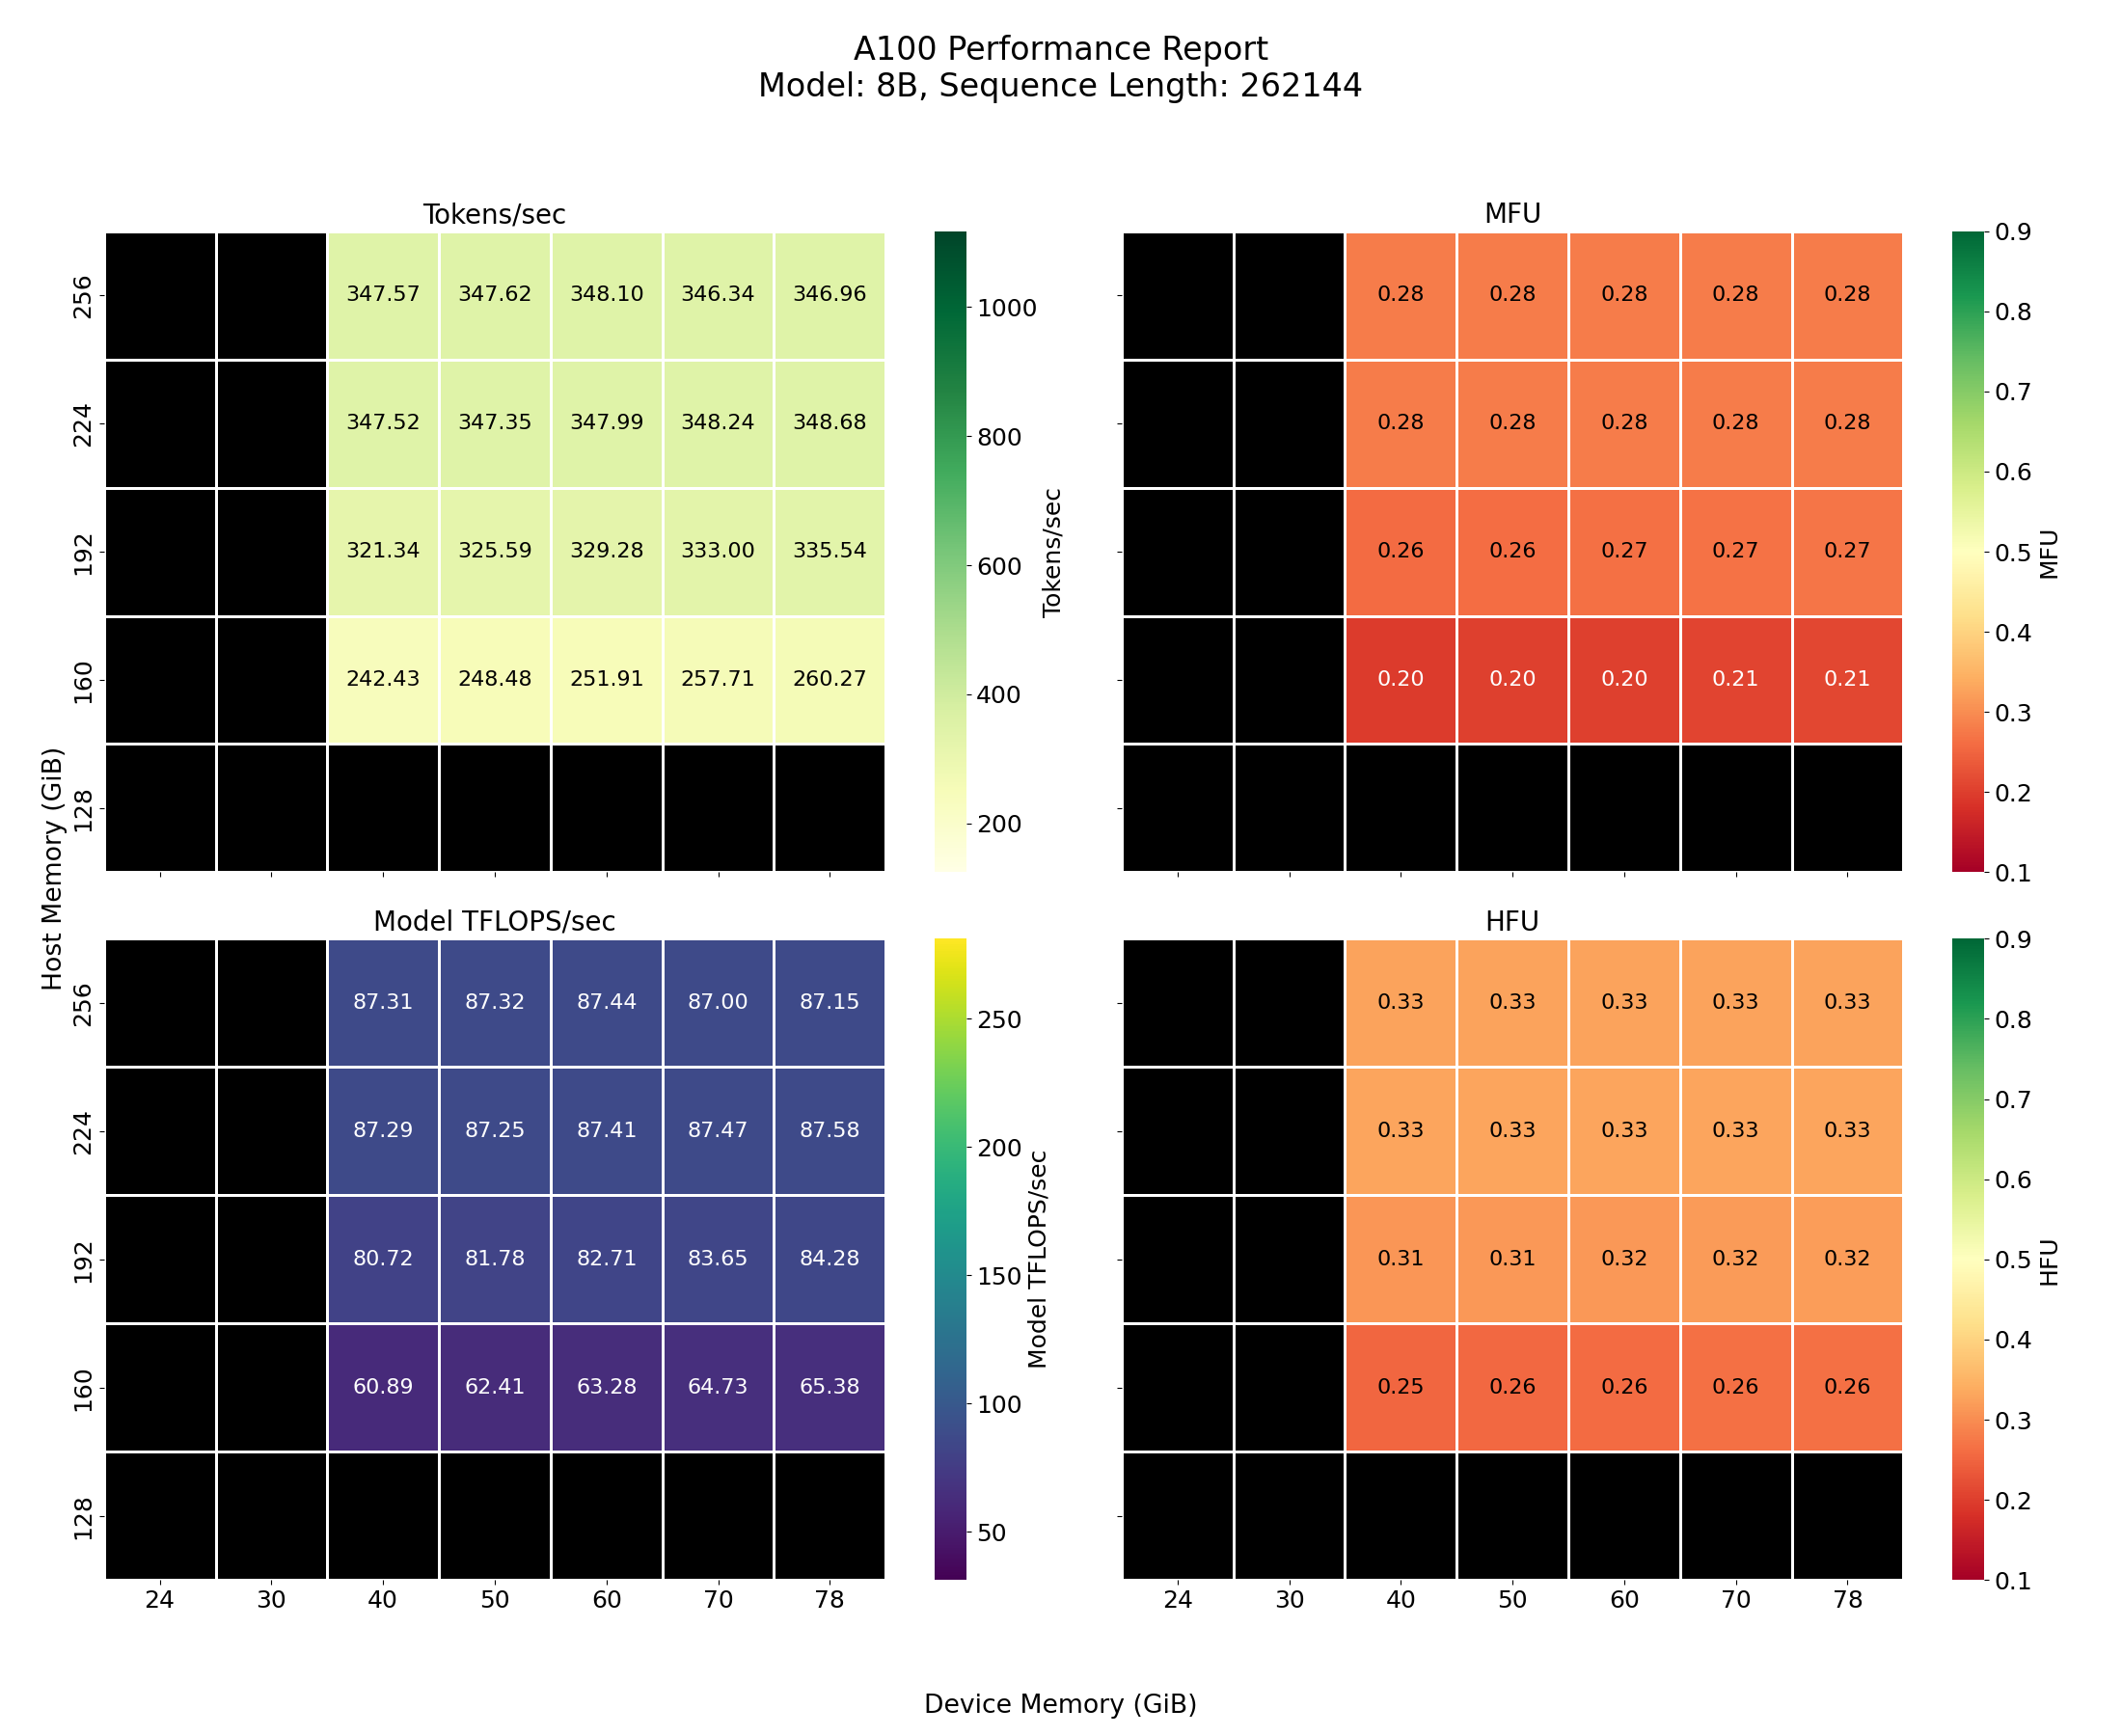 A100 Performance Report
Model: 8B, Sequence Length: 262144
Tokens/sec
256 347.57 347.62 348.10 346.34 346.96
224 347.52 347.35 347.99 348.24 348.68
192 321.34 325.59 329.28 333.00 335.54
160 242.43 248.48 251.91 257.71 260.27
128
1000
800
600
400
200
Tokens/sec
MFU
0.28 0.28 0.28 0.28 0.28
0.28 0.28 0.28 0.28 0.28
0.26 0.26 0.27 0.27 0.27
0.20 0.20 0.20 0.21 0.21
0.9
0.8
0.7
0.6
0.5
0.4
0.3
0.2
0.1
MFU
Host Memory (GiB)
Model TFLOPS/sec
256 87.31 87.32 87.44 87.00 87.15
224 87.29 87.25 87.41 87.47 87.58
192 80.72 81.78 82.71 83.65 84.28
160 60.89 62.41 63.28 64.73 65.38
128
24 30 40 50 60 70 78
250
200
150
100
50
Model TFLOPS/sec
HFU
0.33 0.33 0.33 0.33 0.33
0.33 0.33 0.33 0.33 0.33
0.31 0.31 0.32 0.32 0.32
0.25 0.26 0.26 0.26 0.26
24 30 40 50 60 70 78
0.9
0.8
0.7
0.6
0.5
0.4
0.3
0.2
0.1
HFU
Device Memory (GiB)